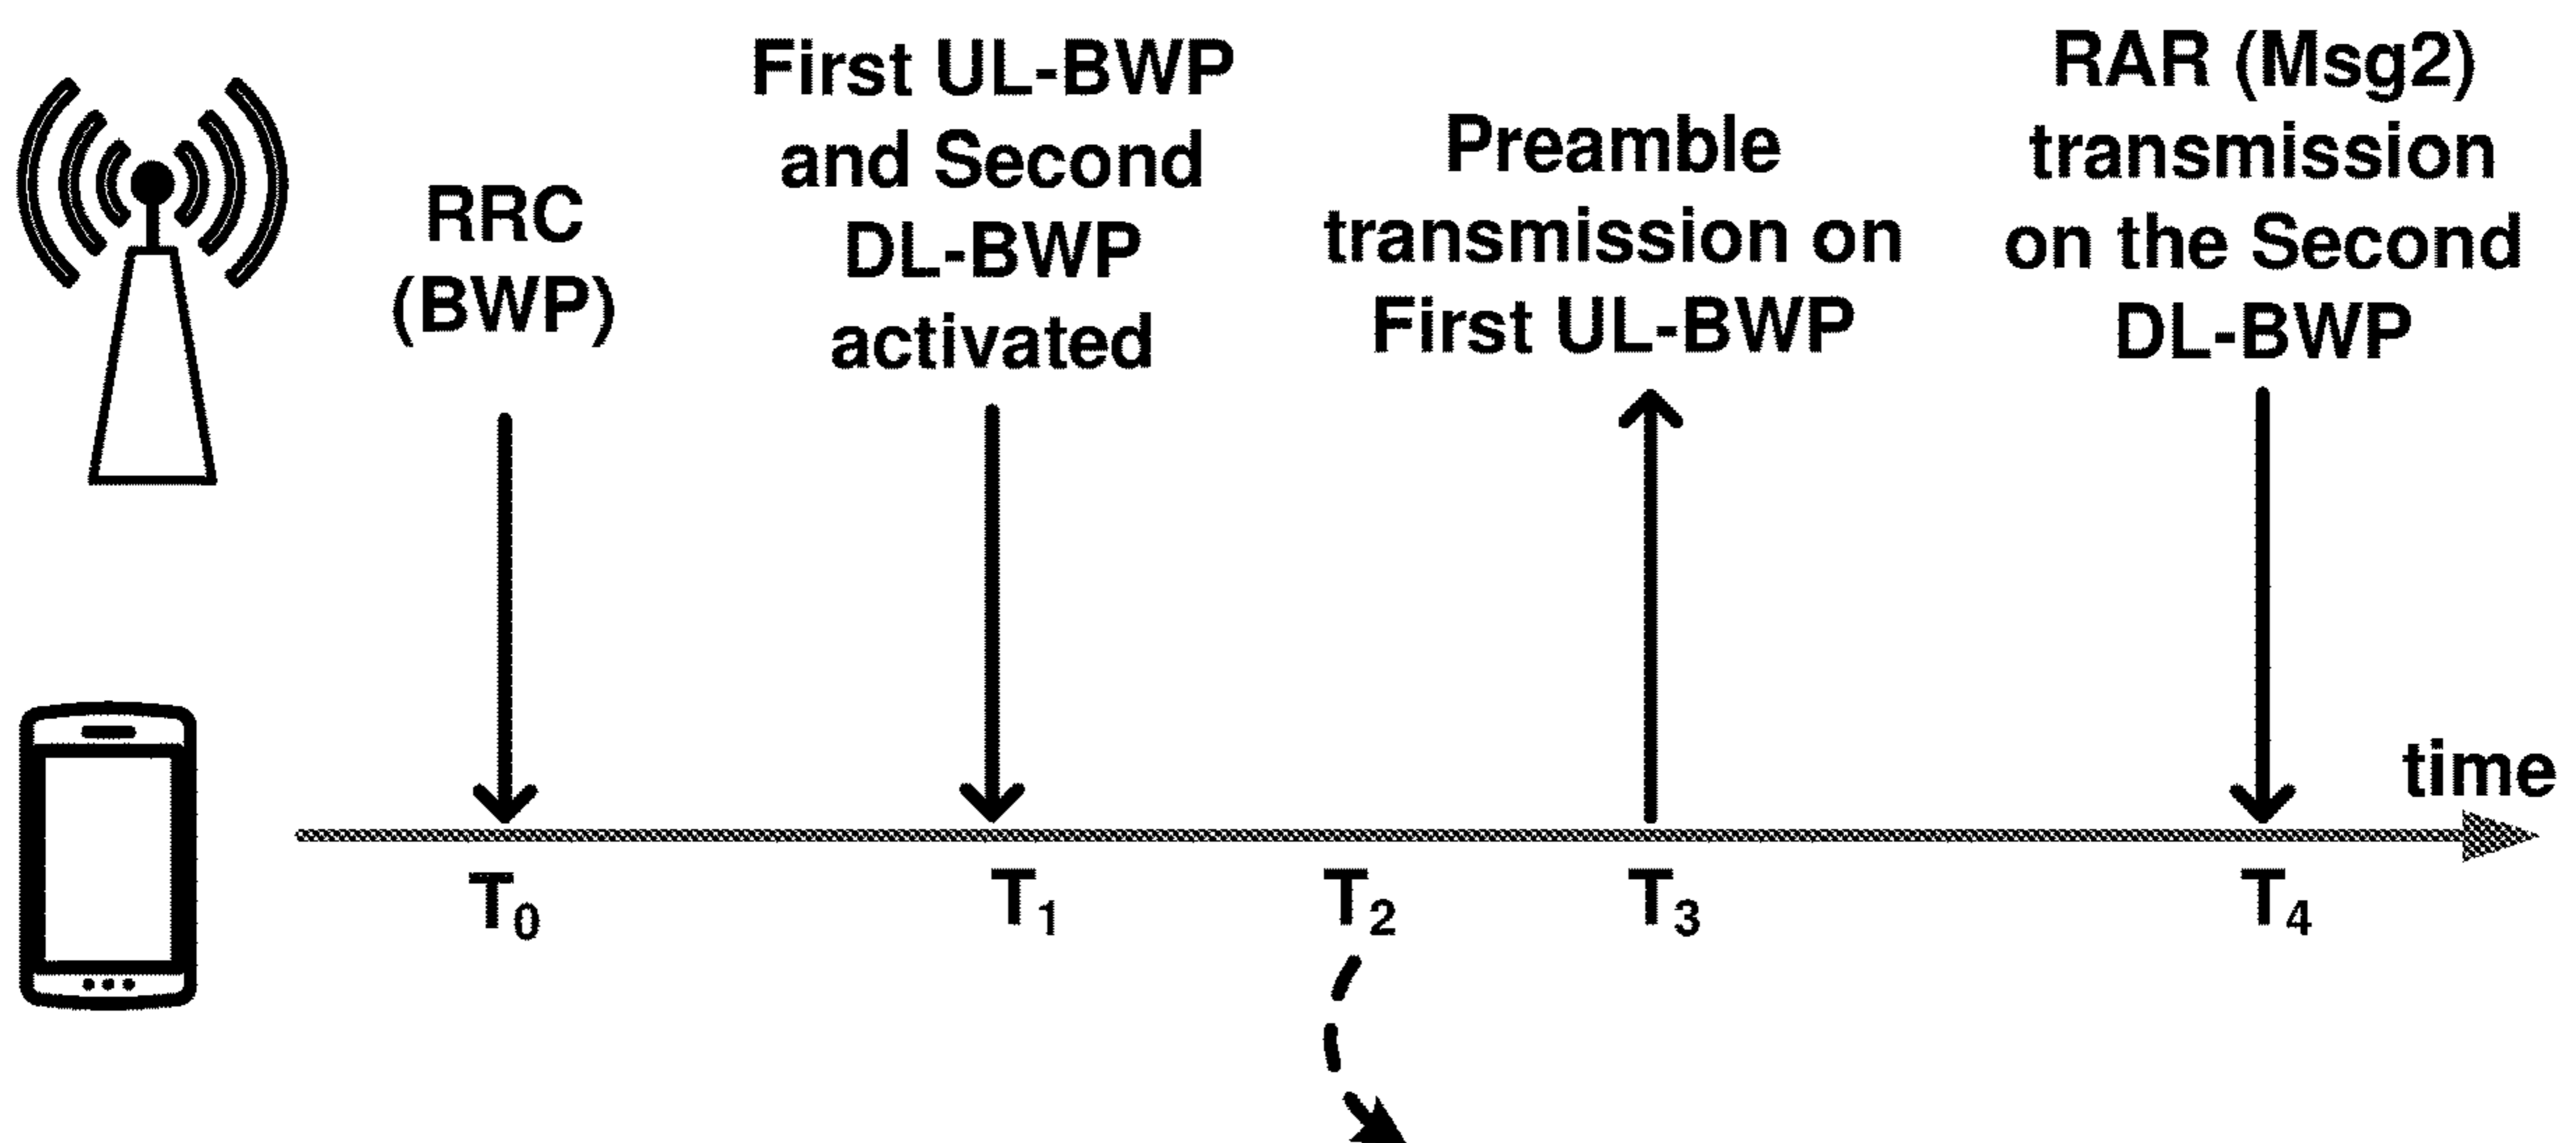 RRC
(BWP)
First UL-BWP
and Second
DL-BWP
activated
Preamble
transmission on
First UL-BWP
RAR (Msg2)
transmission
on the Second
DL-BWP
time
T0
T1
T2
T3
T4